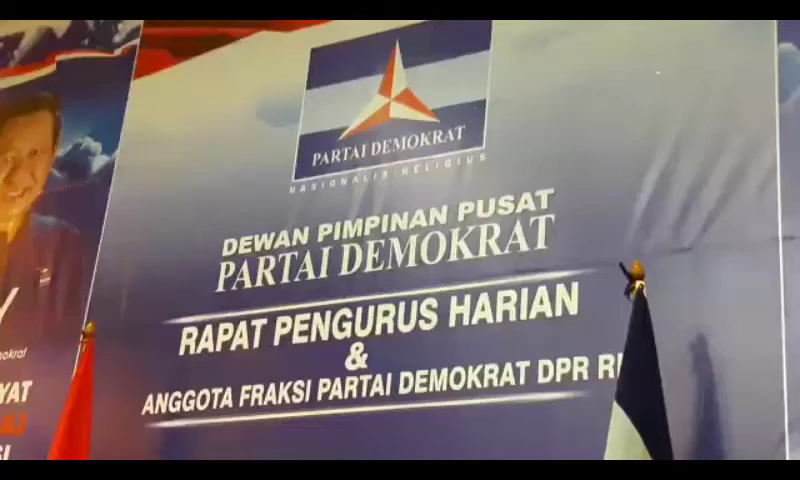 PARTAI DEMOKRAT
NASIONALIS RELIGIUS
DEWAN PIMPINAN PUSAT
PARTAI DEMOKRAT
RAPAT PENGURUS HARIAN
&
ANGGOTA FRAKSI PARTAI DEMOKRAT DPR